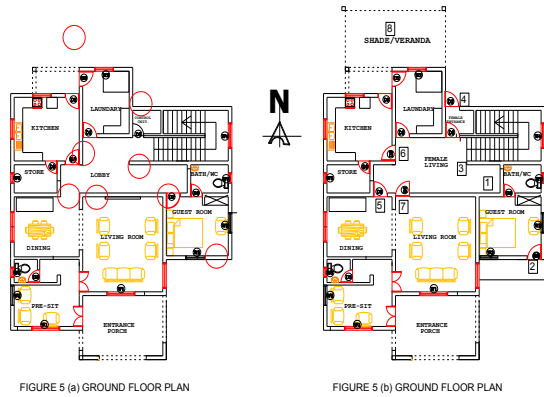 KITCHEN
LAUNDARY
STORE
LOBBY
BATH/WC
GUEST ROOM
LIVING ROOM
DINING
PRE-SIT
ENTRANCE
PORCH
FIGURE 5 (a) GROUND FLOOR PLAN
N
8
SHADE/VERANDA
4
KITCHEN
LAUNDARY
FEMALE
ENTRANCE
6
FEMALE
LIVING
3
STORE
BATH/WC
1
5
7
GUEST ROOM
LIVING ROOM
DINING
2
PRE-SIT
ENTRANCE
PORCH
FIGURE 5 (b) GROUND FLOOR PLAN